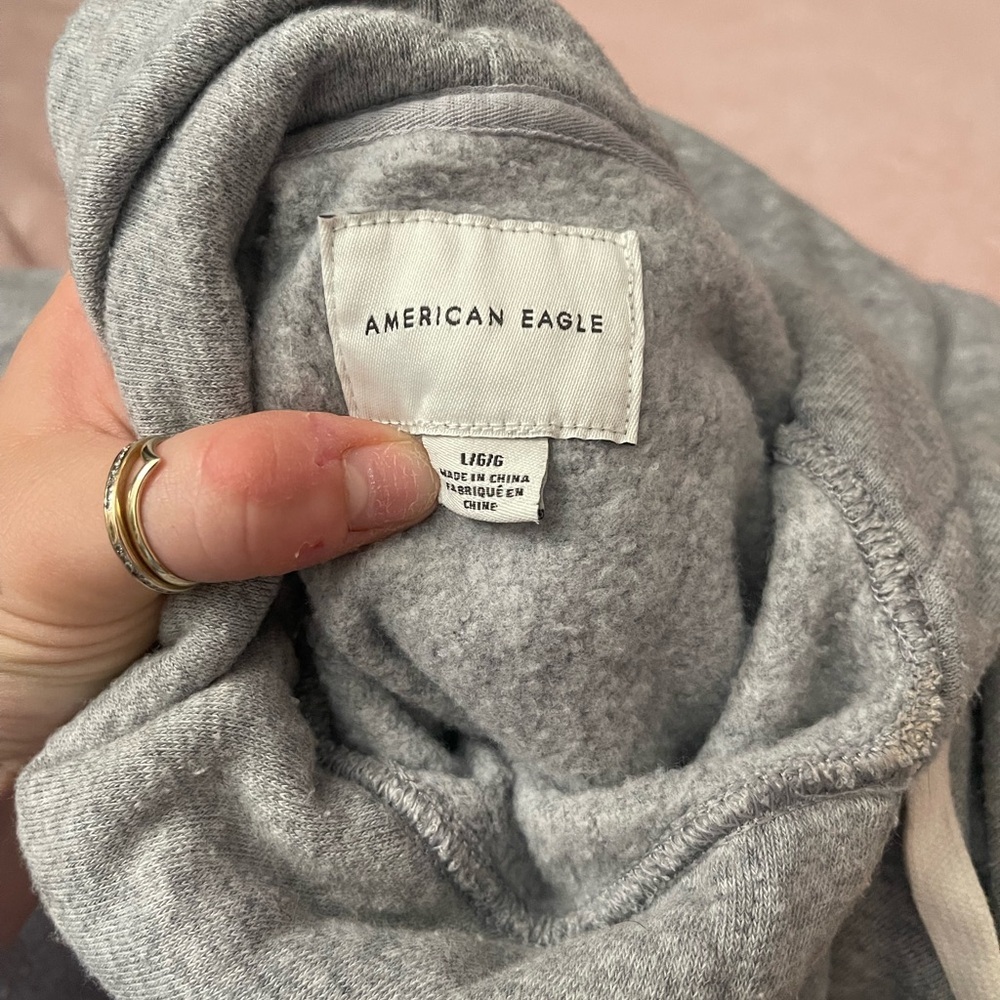 AMERICAN EAGLE
L/G/G
MADE IN CHINA
FABRIQUÉ EN
CHINE